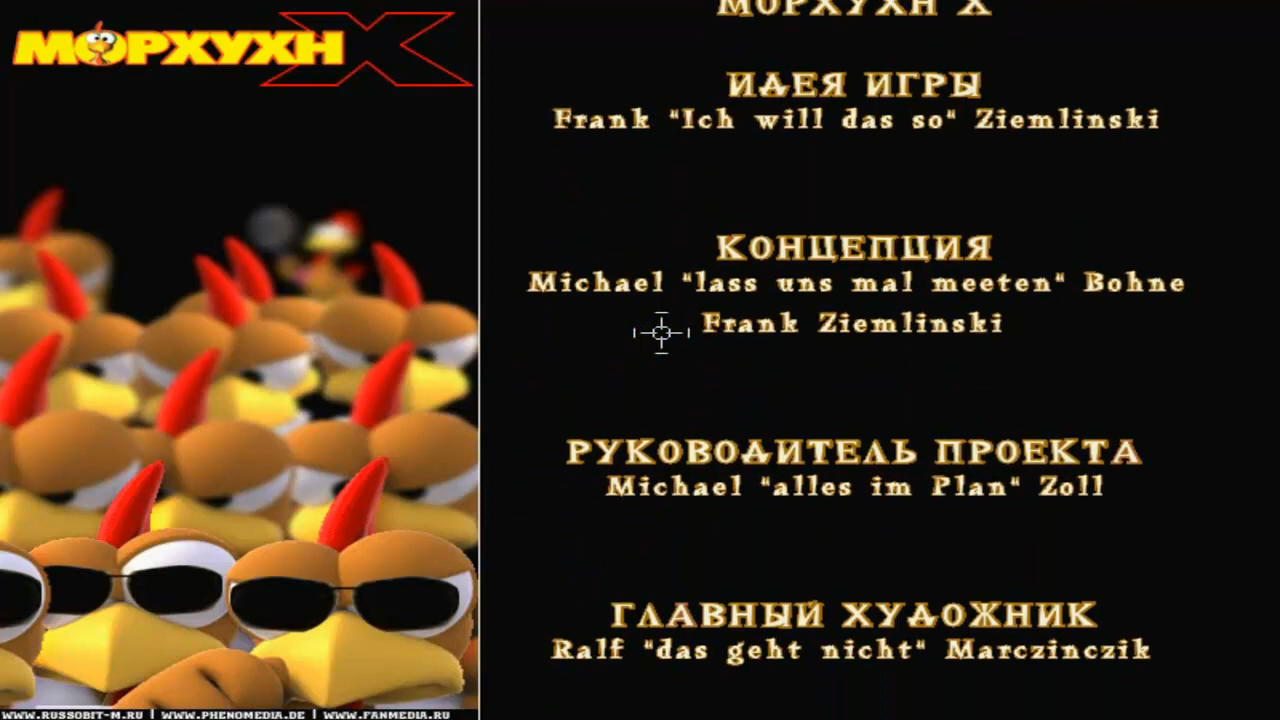 МОРХУХН X
МОРХУХН X
ИДЕЯ ИГРЫ
Frank "Ich will das so" Ziemlinski
КОНЦЕПЦИЯ
Michael "lass uns mal meeten" Bohne
Frank Ziemlinski
РУКОВОДИТЕЛЬ ПРОЕКТА
Michael "alles im Plan" Zoll
ГЛАВНЫЙ ХУДОЖНИК
Ralf "das geht nicht" Marczinczik
WWW.RUSSOBIT-M.RU | WWW.PHENOMEDIA.DE | WWW.FANMEDIA.RU